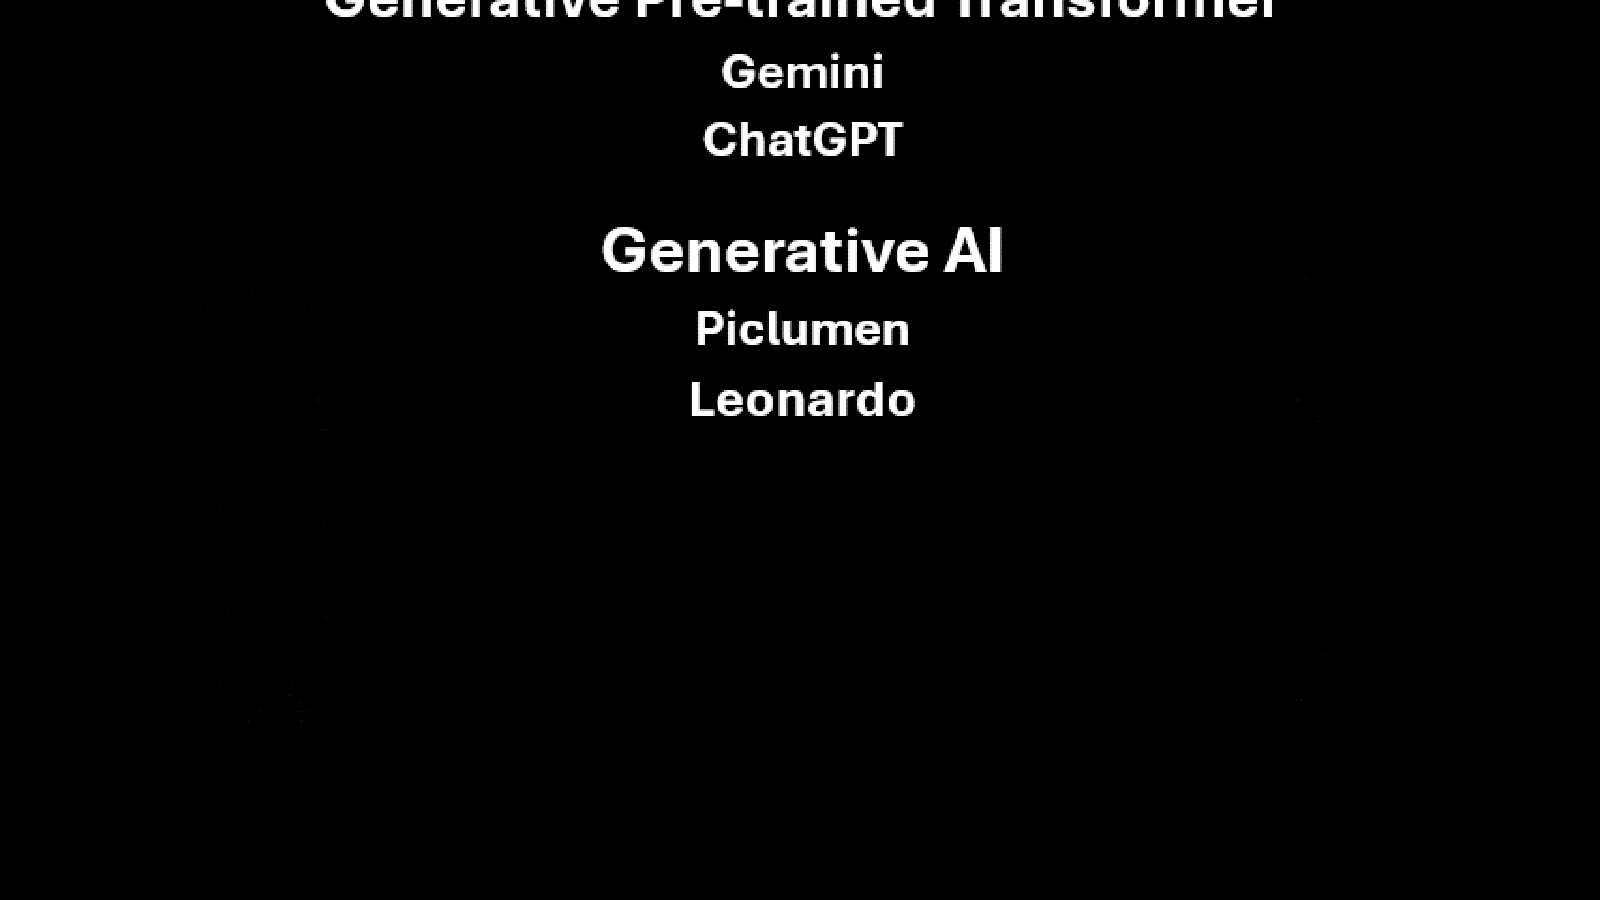 Generative Pre-trained Transformer
Gemini
ChatGPT
Generative AI
Piclumen
Leonardo